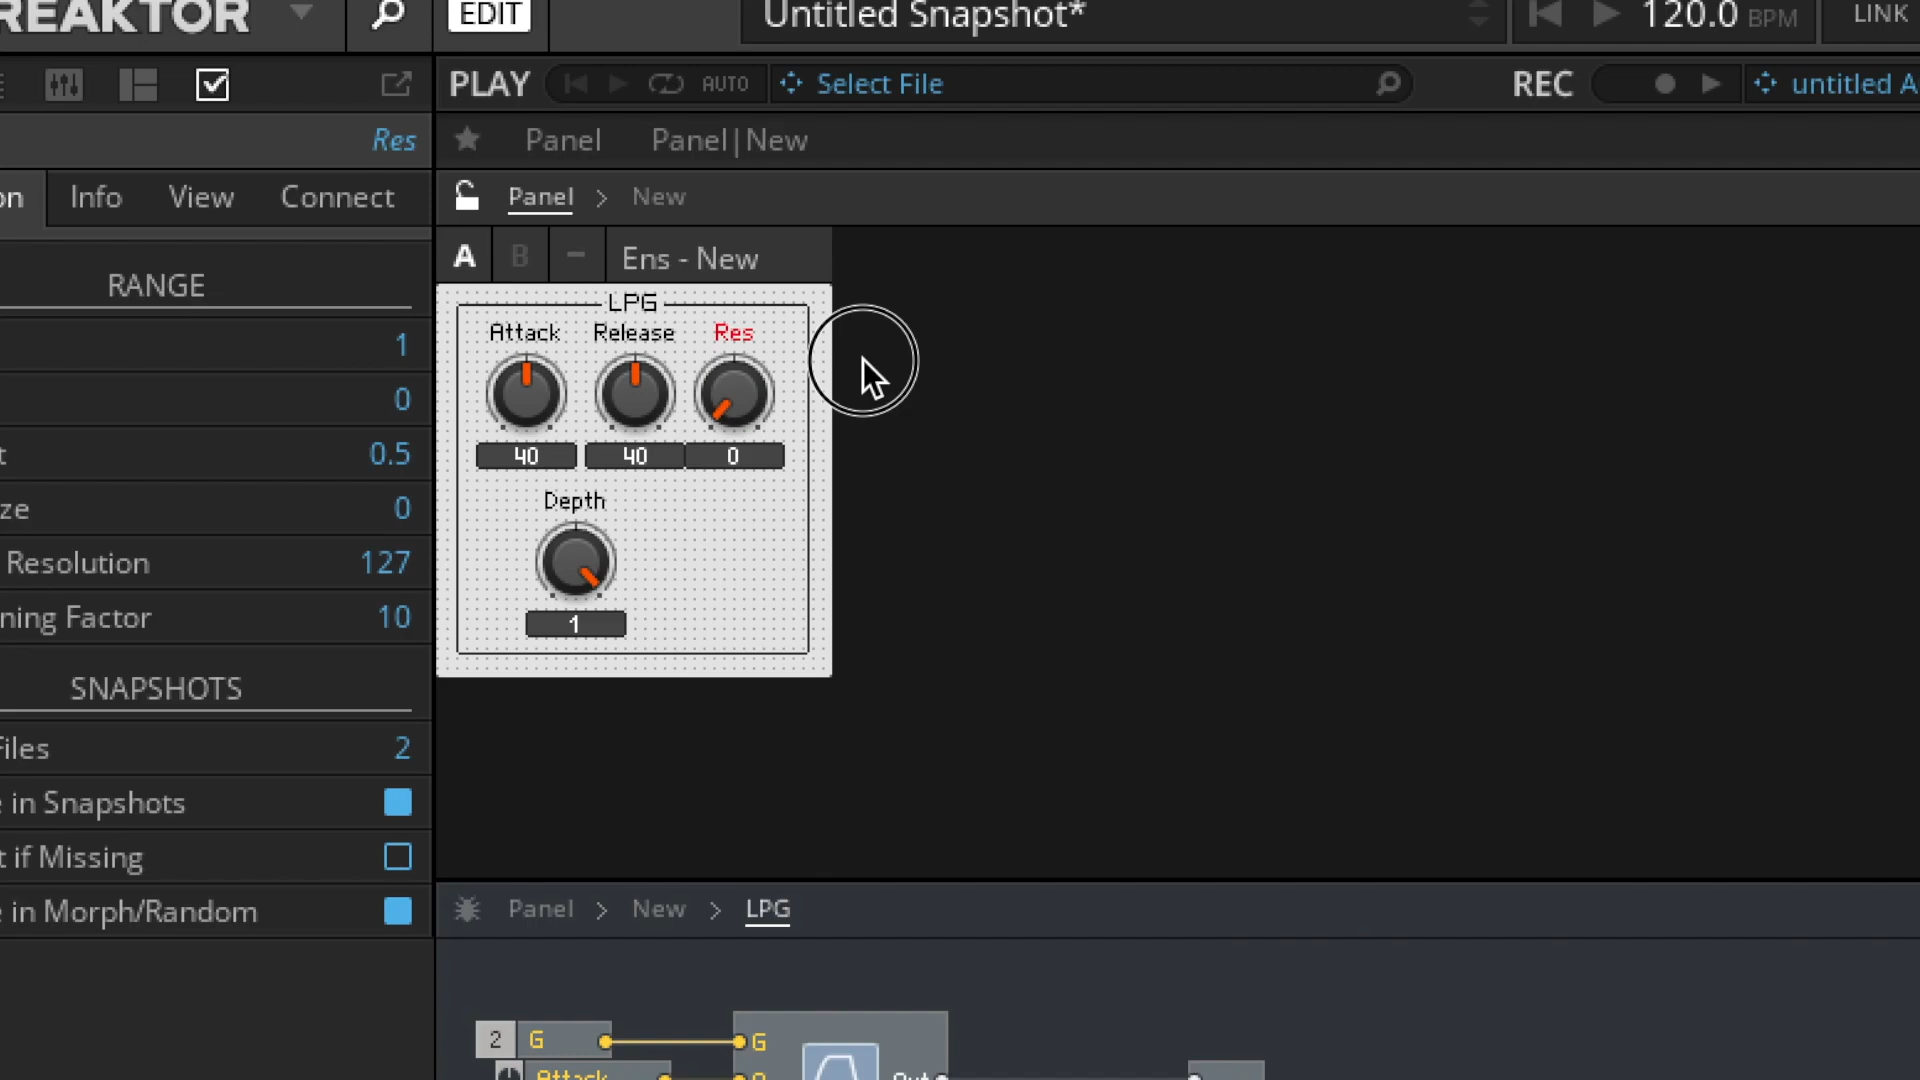 REAKTOR
EDIT
Untitled Snapshot*
120.0 BPM
LINK
PLAY
AUTO
Select File
REC
untitled A
Res
Panel
Panel|New
on
Info
View
Connect
Panel > New
A
B
Ens - New
RANGE
1
0
t 0.5
ze 0
Resolution 127
ning Factor 10
LPG
Attack
Release
Res
40
40
0
Depth
1
SNAPSHOTS
Files 2
e in Snapshots
t if Missing
e in Morph/Random
Panel > New > LPG
2 G
G
Attack
Out